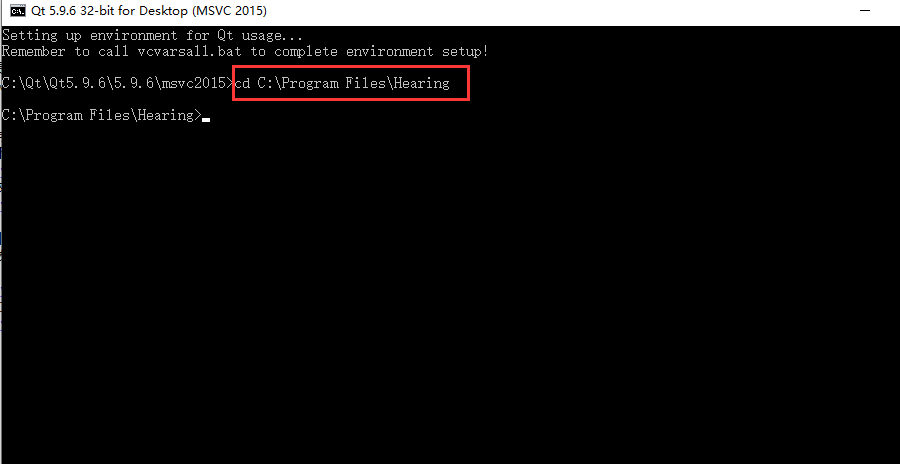 Qt 5.9.6 32-bit for Desktop (MSVC 2015)
Setting up environment for Qt usage...
Remember to call vcvarsall.bat to complete environment setup!
C:\Qt\Qt5.9.6\5.9.6\msvc2015>cd C:\Program Files\Hearing
C:\Program Files\Hearing>